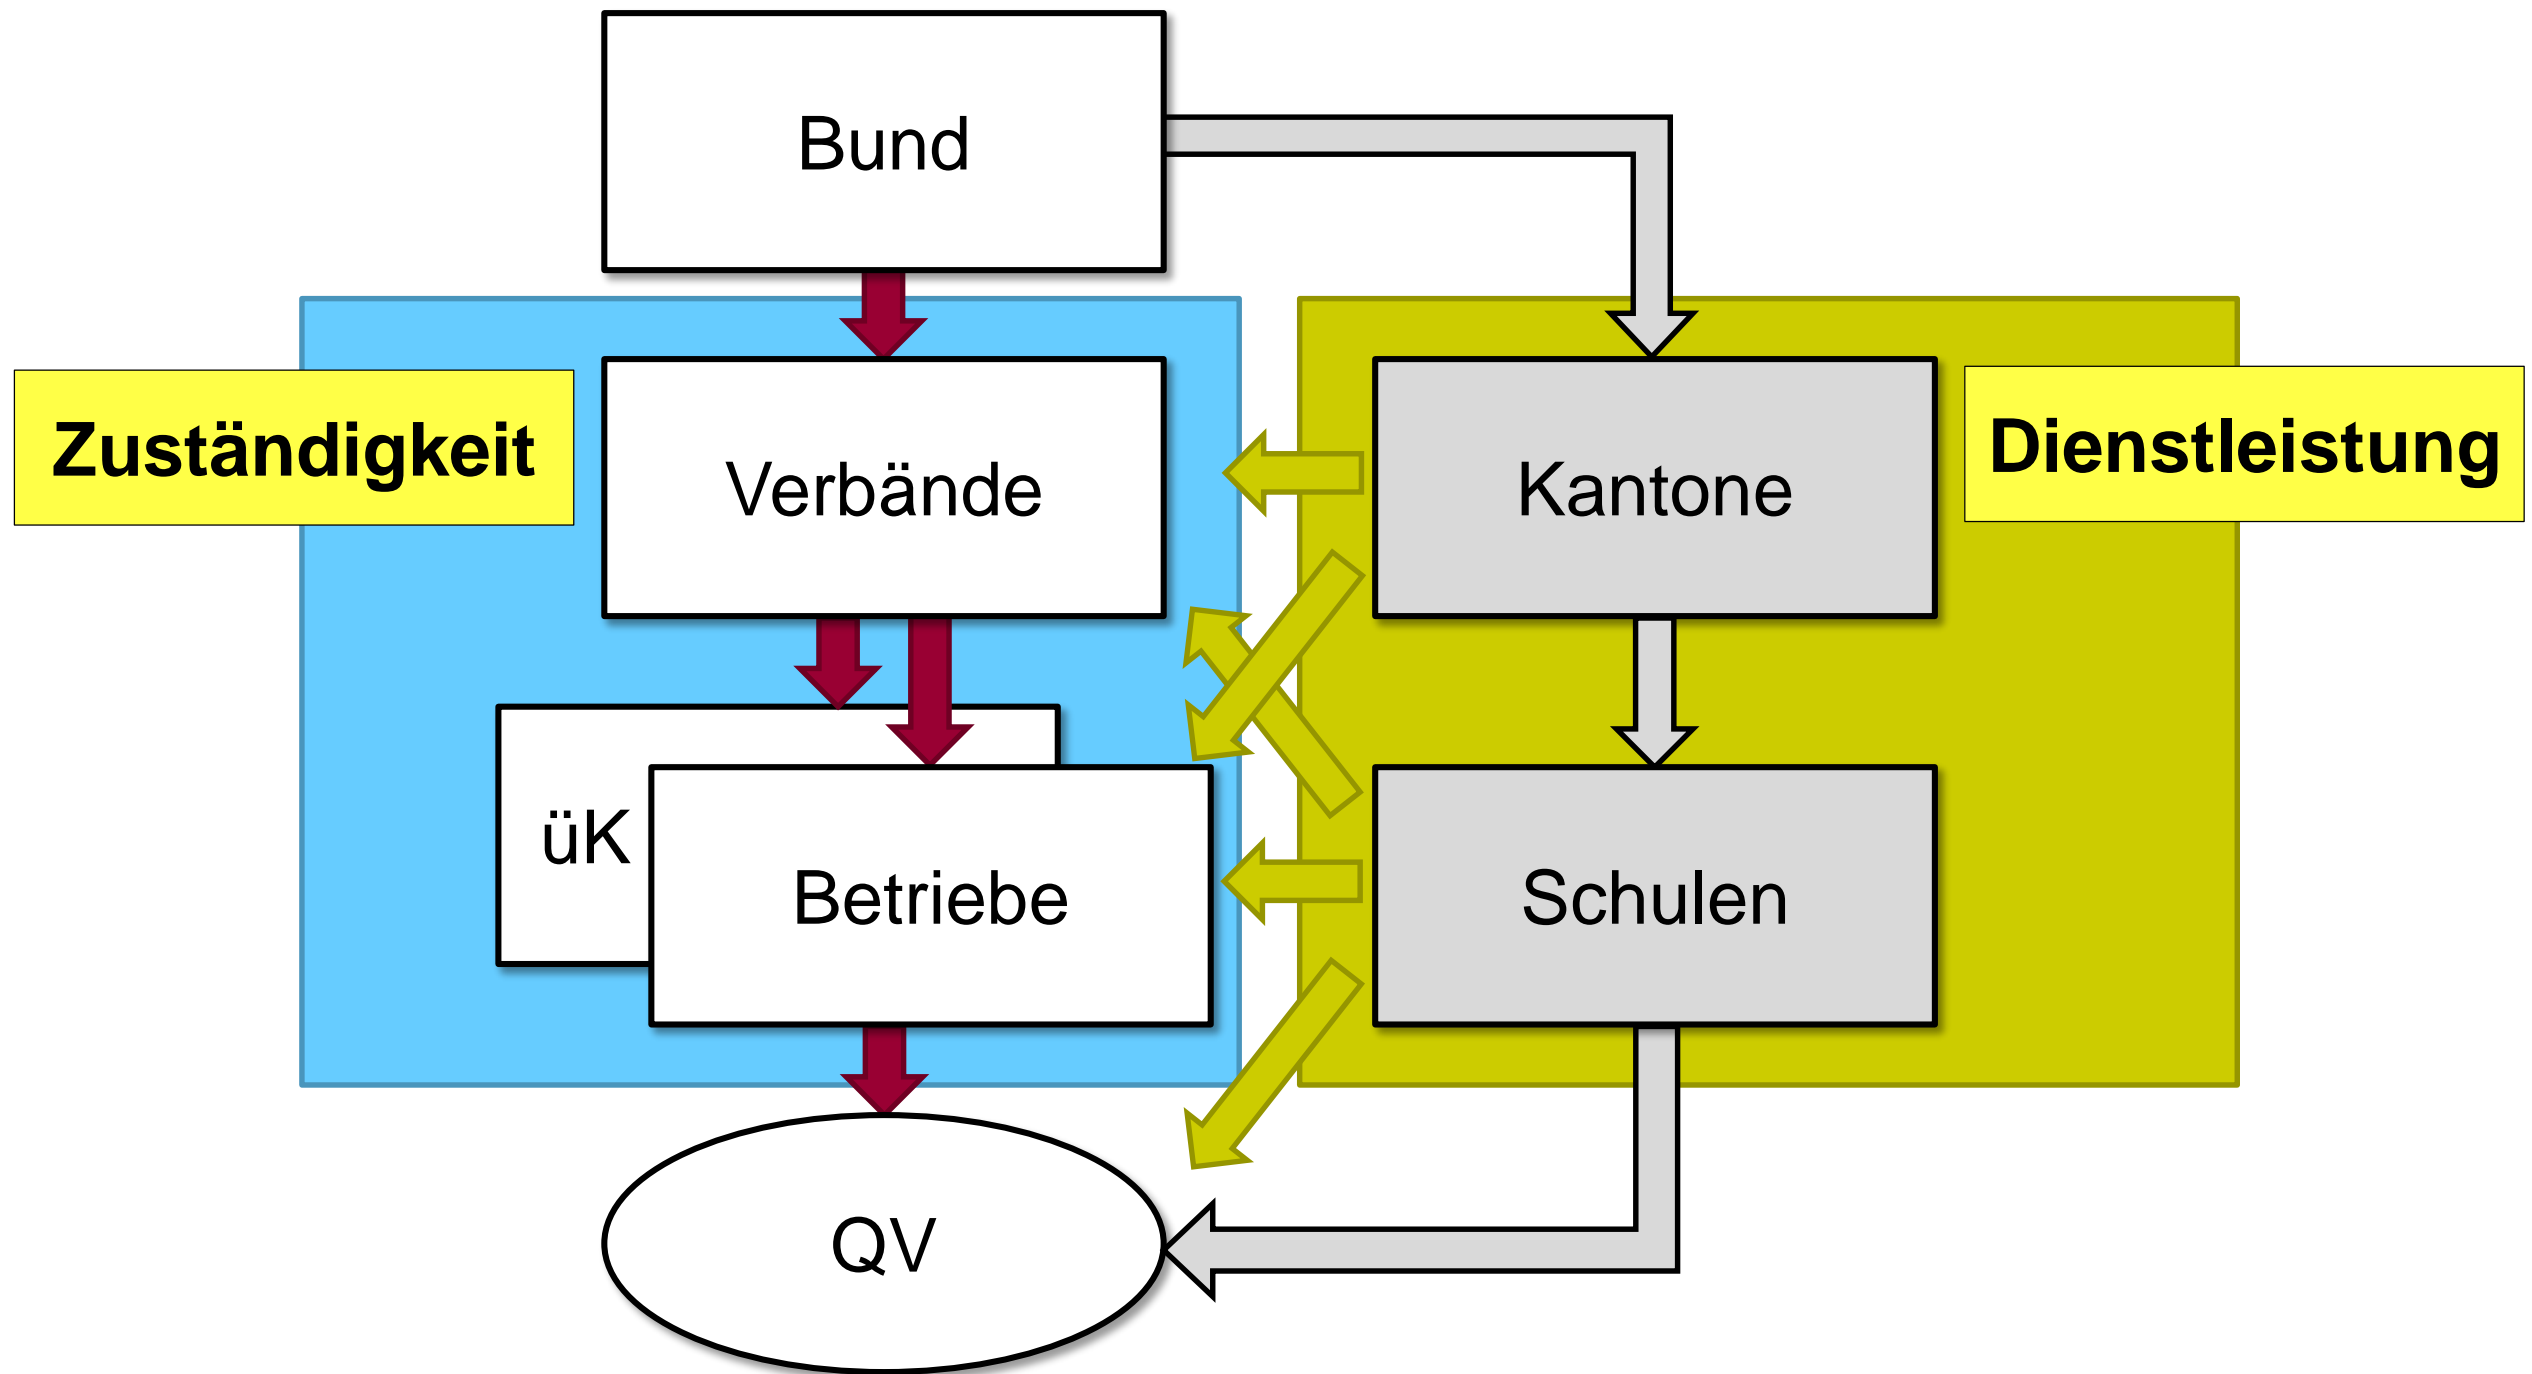 Bund
Zuständigkeit
Verbände
Kantone
Dienstleistung
üK
Betriebe
Schulen
QV